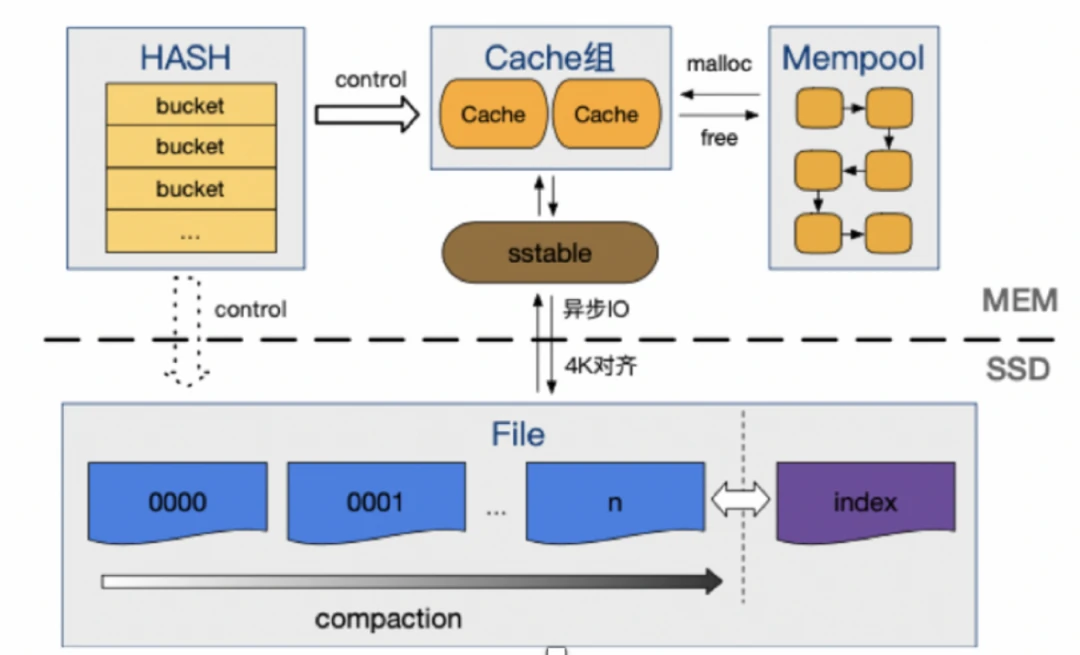 HASH
bucket
bucket
bucket
...
control
Cache组
Cache
Cache
malloc
free
Mempool
sstable
control
异步IO
4K对齐
MEM
SSD
File
0000
0001
...
n
index
compaction